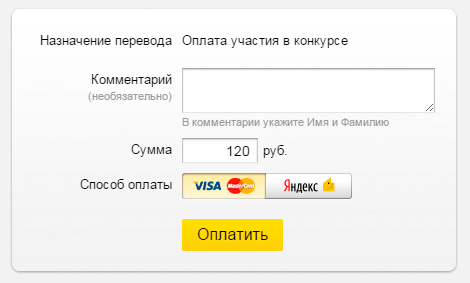 Назначение перевода Оплата участия в конкурсе
Комментарий
(необязательно)
В комментарии укажите Имя и Фамилию
Сумма 120 руб.
Способ оплаты VISA MasterCard Яндекс
Оплатить